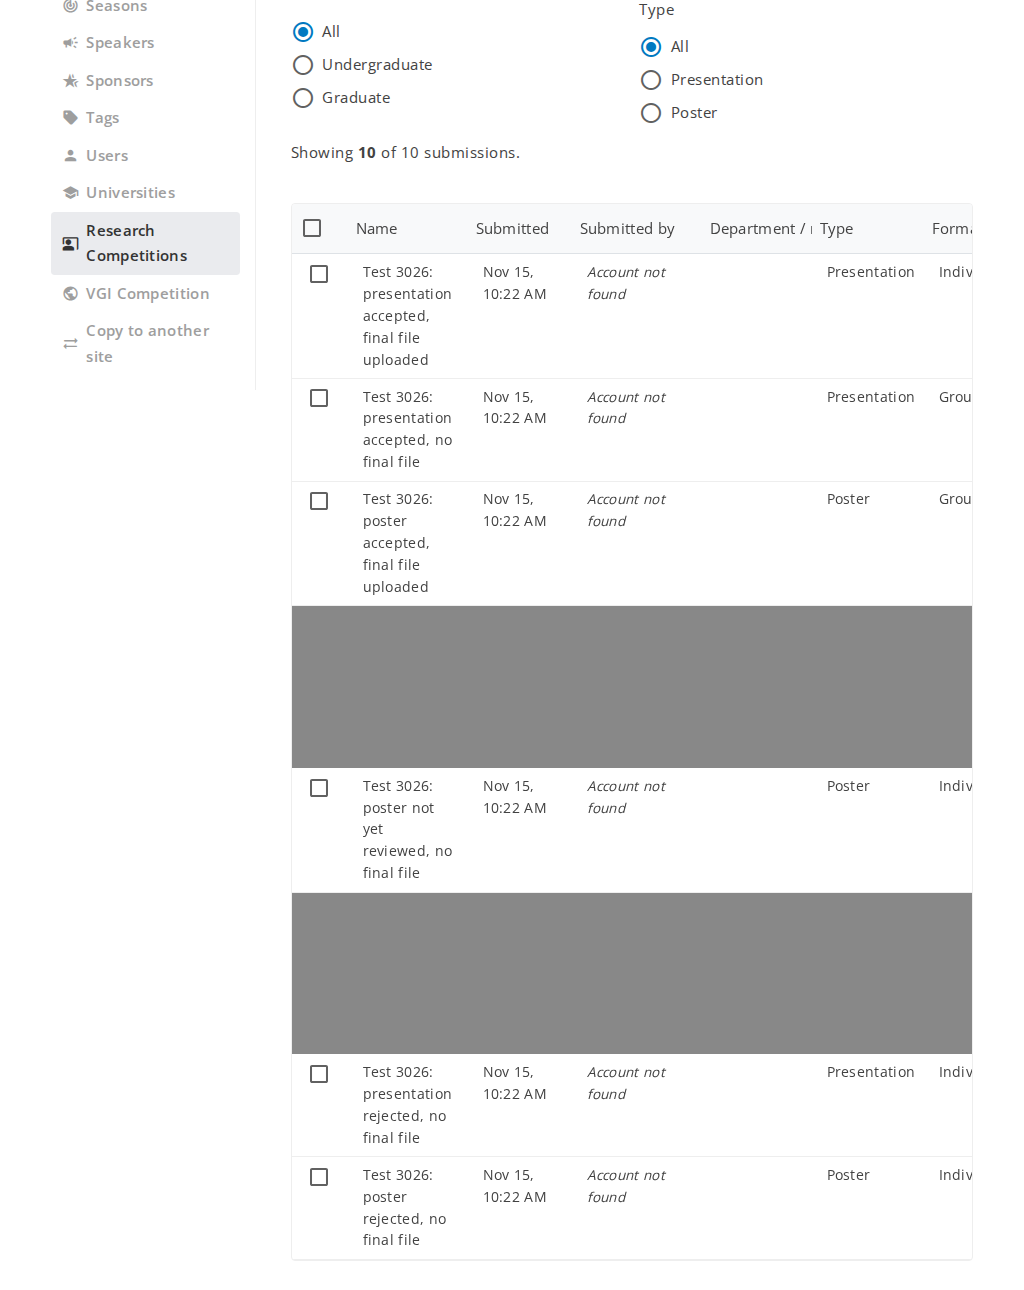 Seasons
Speakers
Sponsors
Tags
Users
Universities
Research
Competitions
VGI Competition
Copy to another
site
All
Undergraduate
Graduate
Type
All
Presentation
Poster
Showing 10 of 10 submissions.
Name Submitted Submitted by Department / Type
Test 3026: Nov 15, Account not Presentation
presentation 10:22 AM found
accepted,
final file
uploaded
Test 3026: Nov 15, Account not Presentation
presentation 10:22 AM found
accepted, no
final file
Test 3026: Nov 15, Account not Poster
poster 10:22 AM found
accepted,
final file
uploaded
Test 3026: Nov 15, Account not Poster
poster not 10:22 AM found
yet
reviewed, no
final file
Test 3026: Nov 15, Account not Presentation
presentation 10:22 AM found
rejected, no
final file
Test 3026: Nov 15, Account not Poster
poster 10:22 AM found
rejected, no
final file